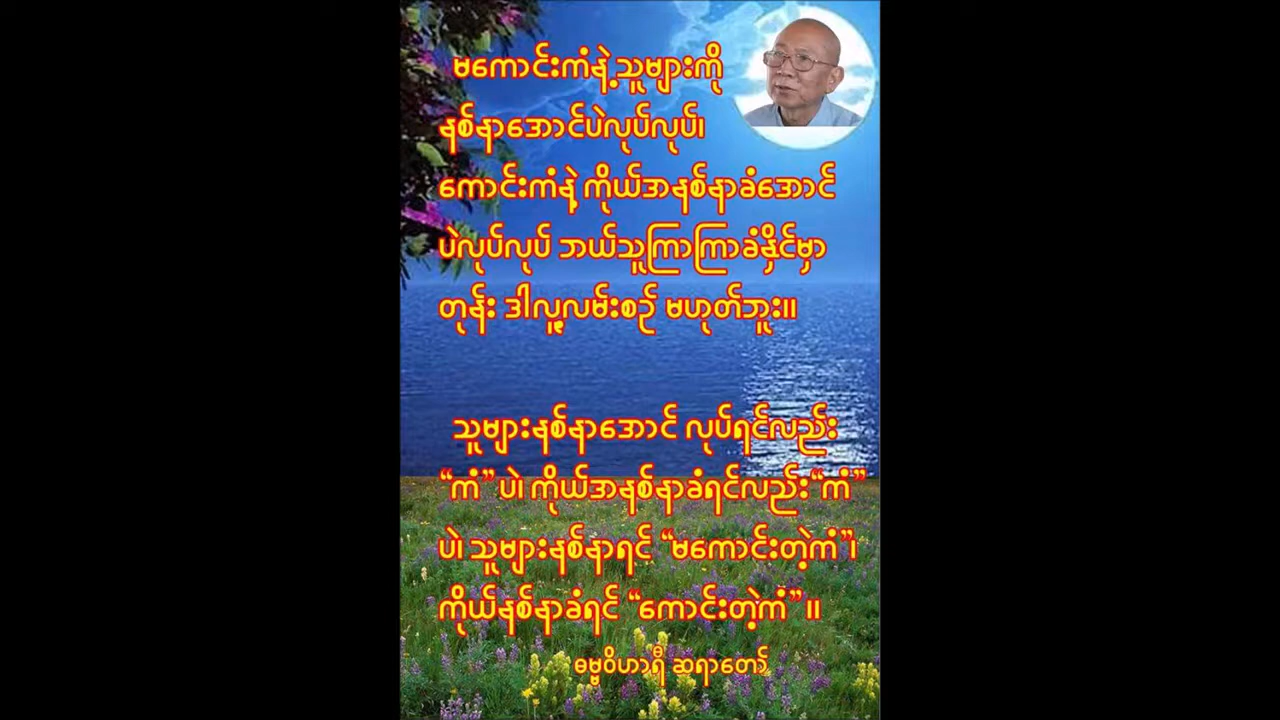 မကောင်းကံနဲ့သူများကို
နစ်နာအောင်ပဲလုပ်လုပ်၊
ကောင်းကံနဲ့ ကိုယ်အနစ်နာခံအောင်
ပဲလုပ်လုပ် ဘယ်သူကြာကြာခံနိုင်မှာ
တုန်း ဒါလူ့လမ်းစဉ် မဟုတ်ဘူး။
သူများနစ်နာအောင် လုပ်ရင်လည်း
“ကံ” ပဲ၊ ကိုယ်အနစ်နာခံရင်လည်း“ကံ”
ပဲ၊ သူများနစ်နာရင် “မကောင်းတဲ့ကံ”၊
ကိုယ်နစ်နာခံရင် “ကောင်းတဲ့ကံ” ။
ဓမ္မဝိဟာရီ ဆရာတော်